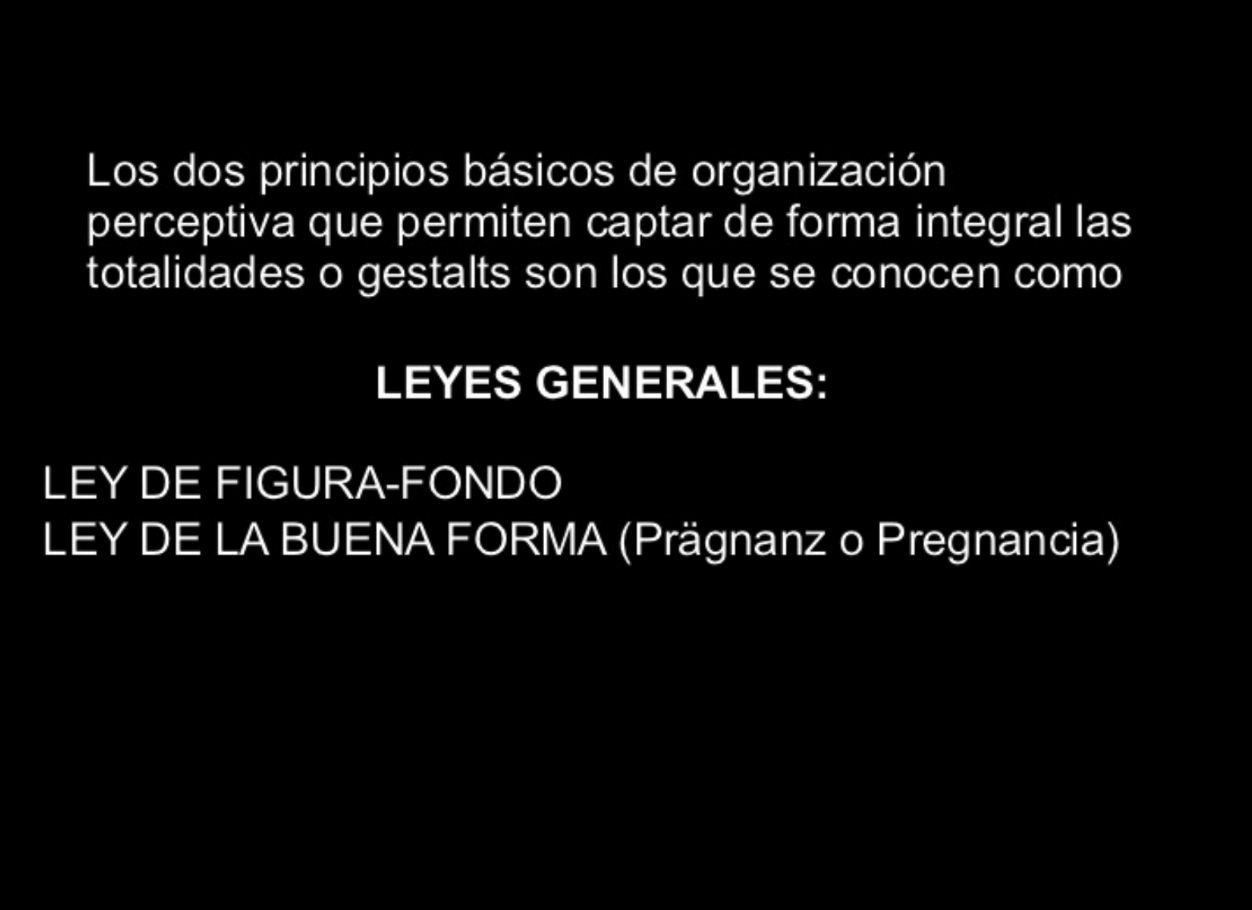 Los dos principios básicos de organización
perceptiva que permiten captar de forma integral las
totalidades o gestalts son los que se conocen como
LEYES GENERALES:
LEY DE FIGURA-FONDO
LEY DE LA BUENA FORMA (Prägnanz o Pregnancia)